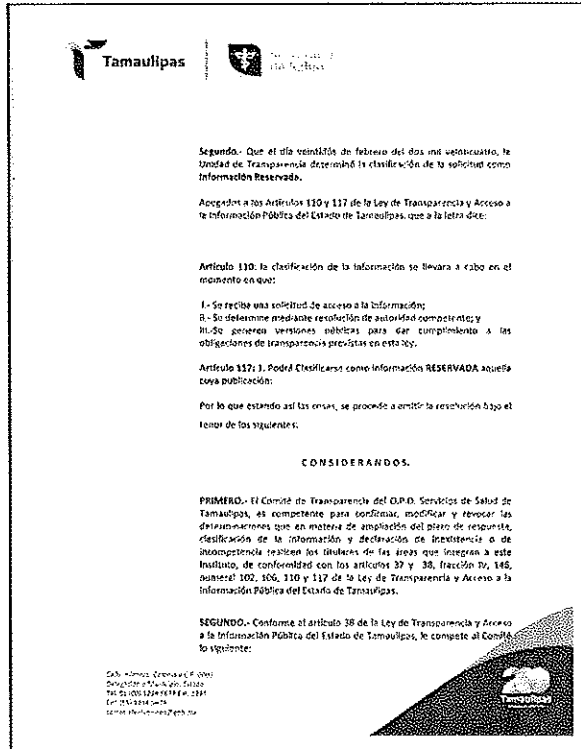 Tamaulipas
Segundo.- Que el día veintidós de febrero del dos mil veinticuatro, la
Unidad de Transparencia determinó la clasificación de la solicitud como
Información Reservada.
Apegados a los Artículos 110 y 117 de la Ley de Transparencia y Acceso a
la Información Pública del Estado de Tamaulipas, que a la letra dice:
Artículo 110: la clasificación de la información se llevara a cabo en el
momento en que:
I.- Se reciba una solicitud de acceso a la información;
II.- Se determine mediante resolución de autoridad competente; y
III.-Se generen versiones públicas para dar cumplimiento a las
obligaciones de transparencia previstas en esta ley.
Artículo 117: 1. Podrá Clasificarse como información RESERVADA aquella
cuya publicación:
Por lo que estando así las cosas, se procede a emitir la resolución bajo el
tenor de los siguientes:
CONSIDERANDOS.
PRIMERO.- El Comité de Transparencia del O.P.D. Servicios de Salud de
Tamaulipas, es competente para confirmar, modificar y revocar las
determinaciones que en materia de ampliación del plazo de respuesta,
clasificación de la información y declaración de inexistencia o de
incompetencia realicen los titulares de las áreas que integran a este
Instituto, de conformidad con los artículos 37 y 38, fracción IV, 146,
numeral 102, 106, 110 y 117 de la Ley de Transparencia y Acceso a la
Información Pública del Estado de Tamaulipas.
SEGUNDO.- Conforme al artículo 38 de la Ley de Transparencia y Acceso
a la Información Pública del Estado de Tamaulipas, le compete al Comité
lo siguiente:
Tamaulipas